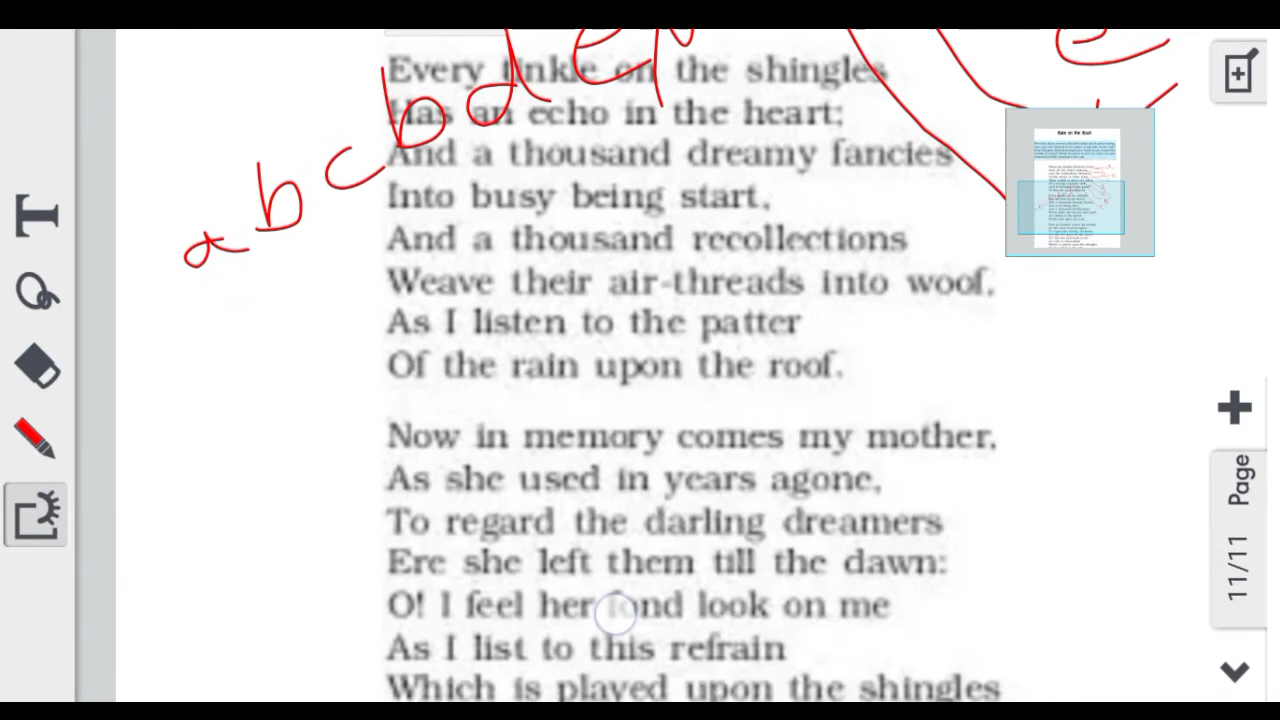 Every tinkle on the shingles
Has an echo in the heart;
And a thousand dreamy fancies
Into busy being start,
And a thousand recollections
Weave their air-threads into woof,
As I listen to the patter
Of the rain upon the roof.
Now in memory comes my mother,
As she used in years agone,
To regard the darling dreamers
Ere she left them till the dawn:
O! I feel her fond look on me
As I list to this refrain
Which is played upon the shingles
a b c b d e
e
Rain on the Roof
T
11/11 Page